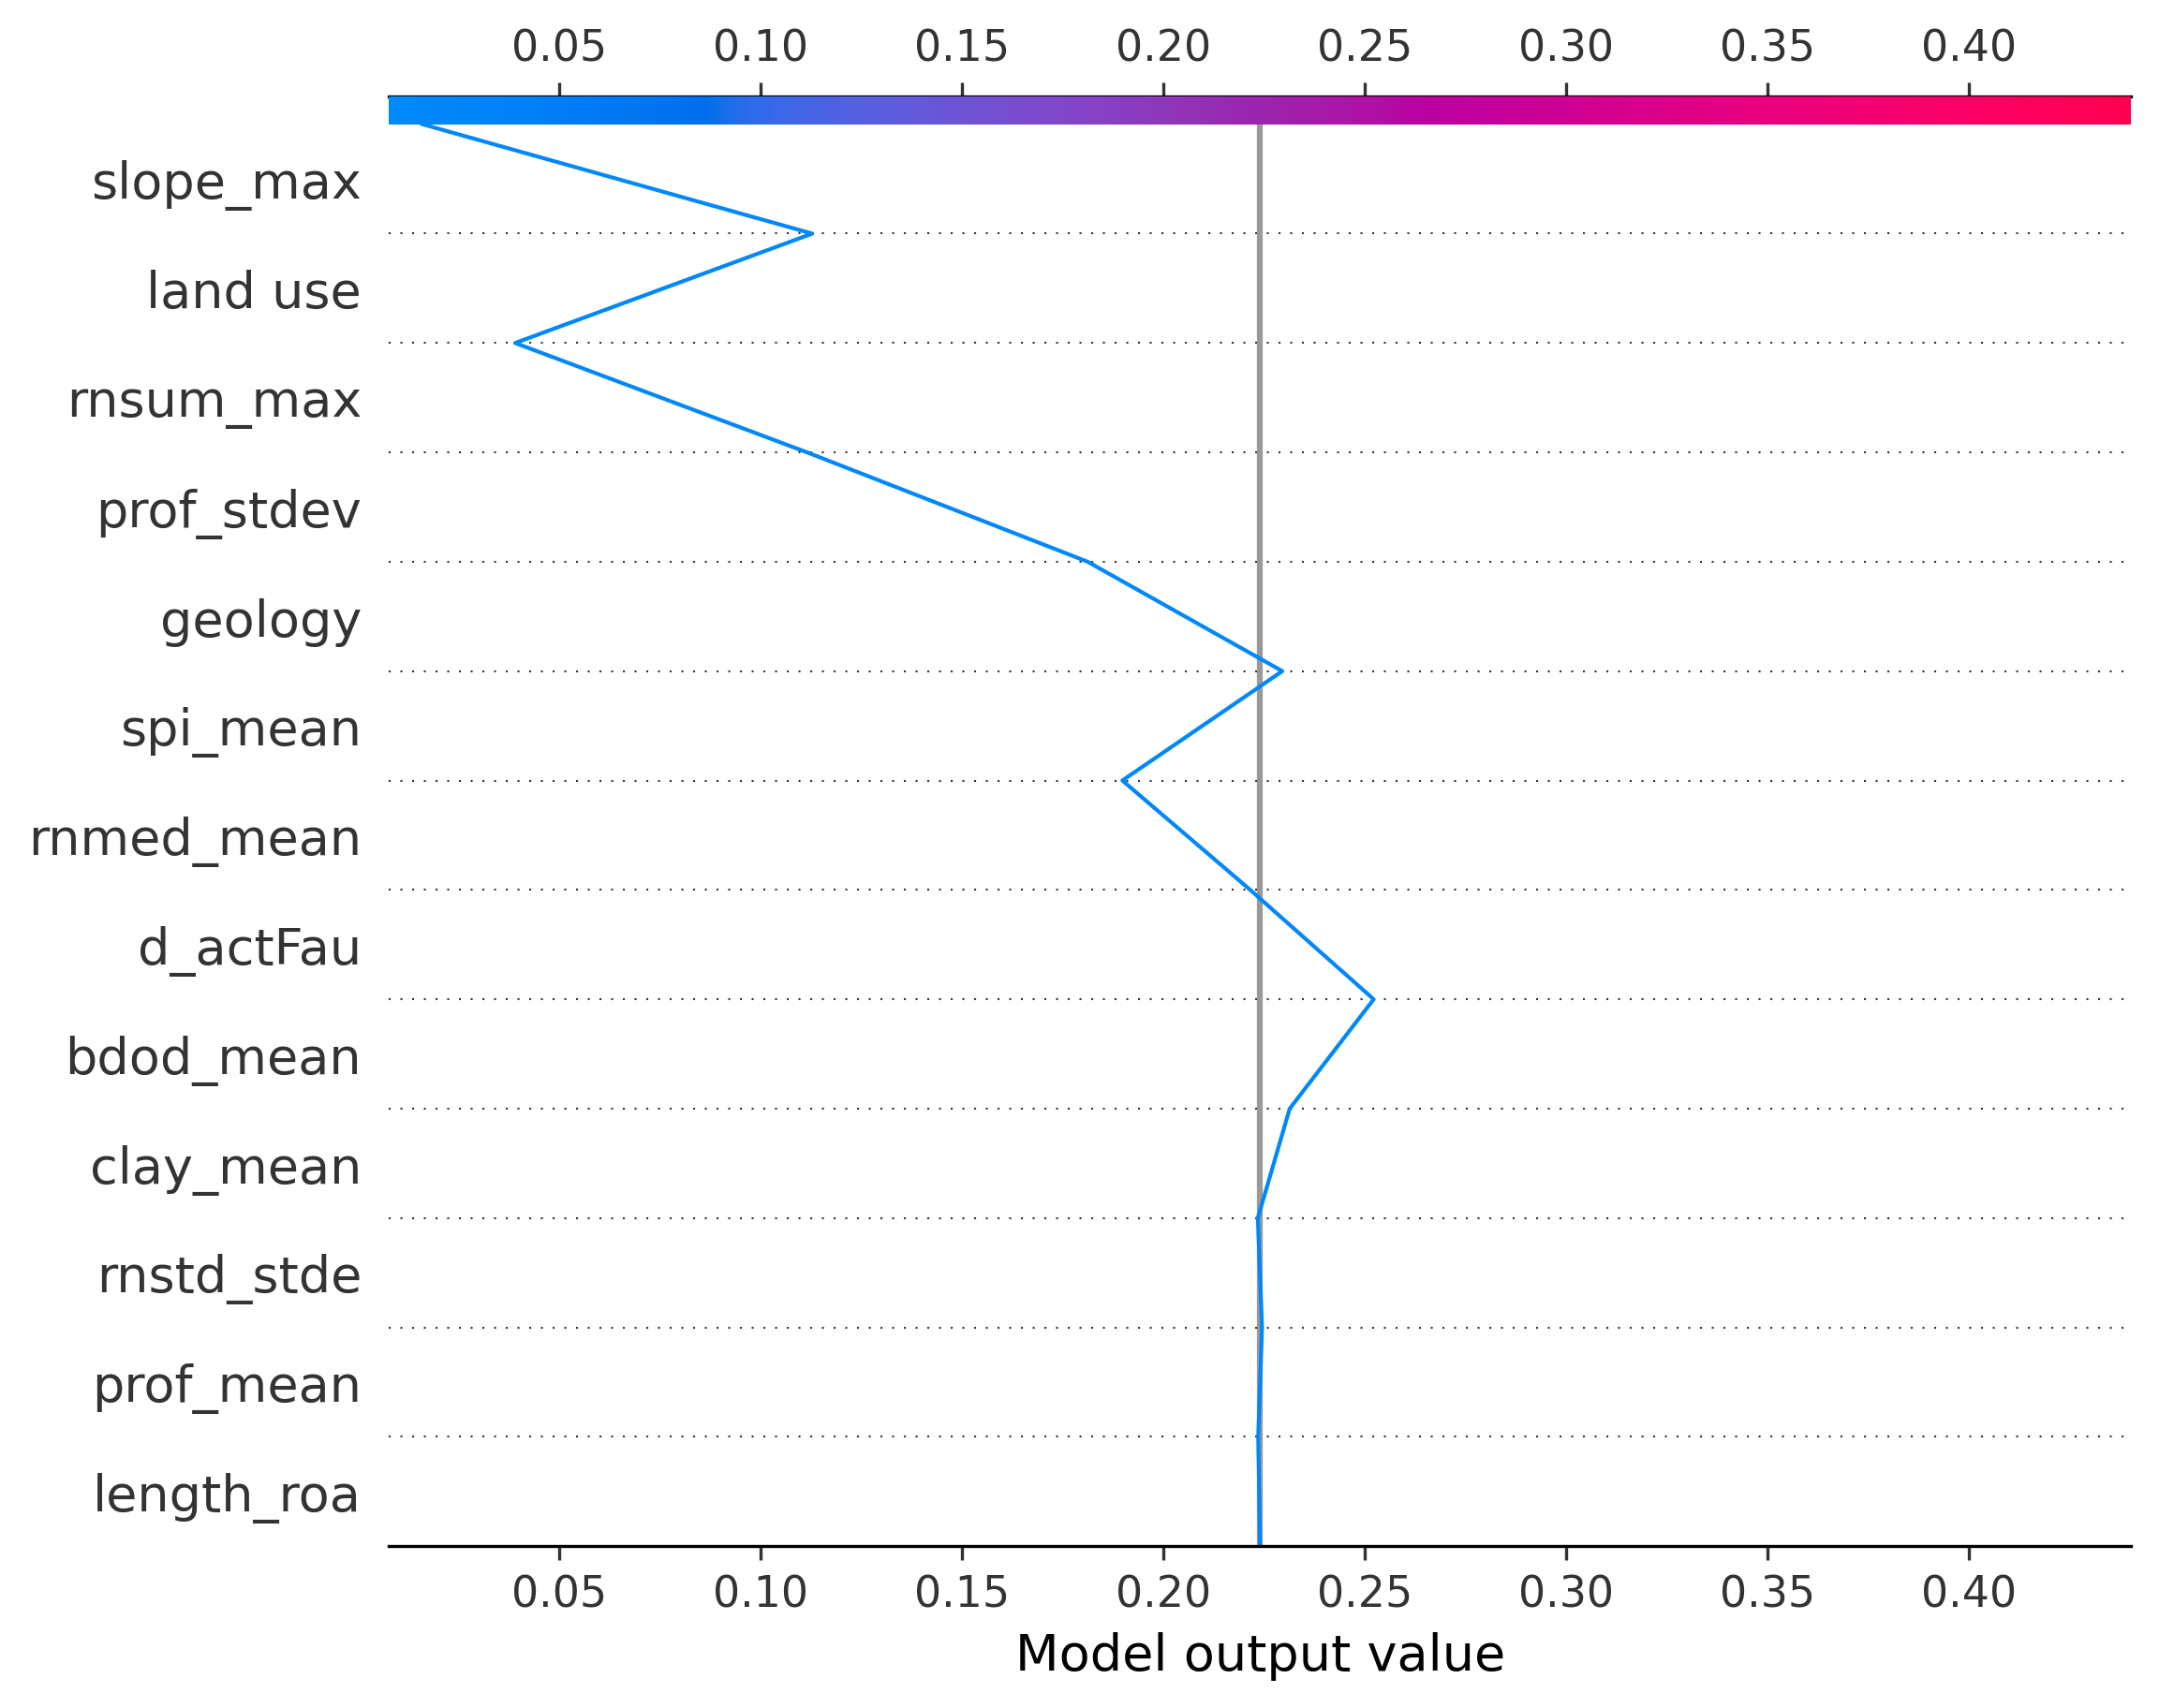 0.05 0.10 0.15 0.20 0.25 0.30 0.35 0.40
slope_max
land use
rnsum_max
prof_stdev
geology
spi_mean
rnmed_mean
d_actFau
bdod_mean
clay_mean
rnstd_stde
prof_mean
length_roa
0.05 0.10 0.15 0.20 0.25 0.30 0.35 0.40
Model output value